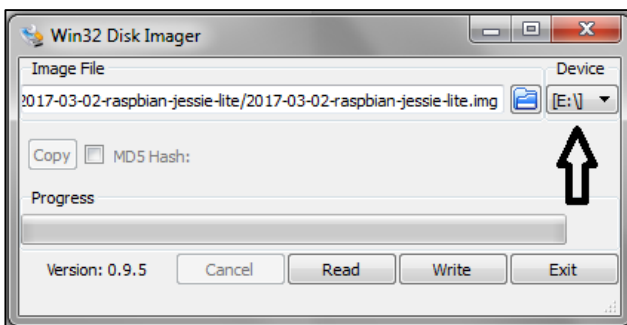 Win32 Disk Imager
Image File
Device
2017-03-02-raspbian-jessie-lite/2017-03-02-raspbian-jessie-lite.img
[E:\]
Copy
MD5 Hash:
Progress
Version: 0.9.5
Cancel
Read
Write
Exit